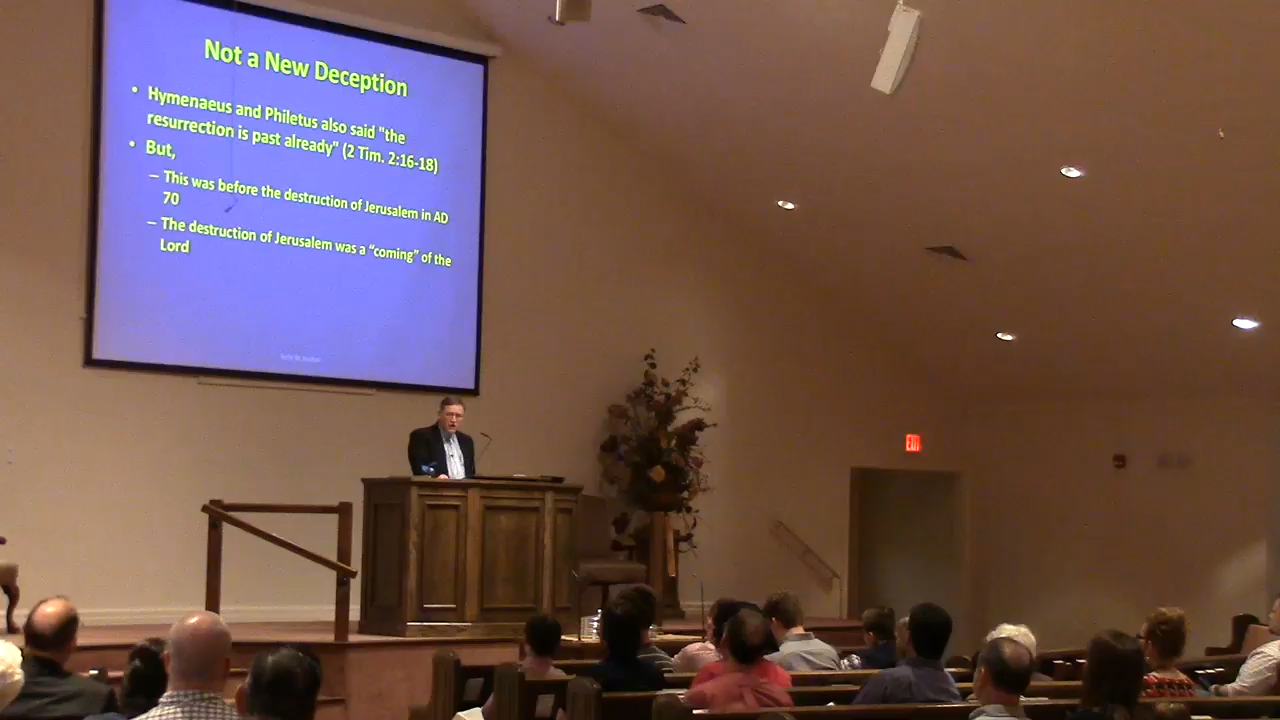 Not a New Deception
• Hymenaeus and Philetus also said "the
resurrection is past already" (2 Tim. 2:16-18)
• But,
– This was before the destruction of Jerusalem in AD
70
– The destruction of Jerusalem was a “coming” of the
Lord
EXIT